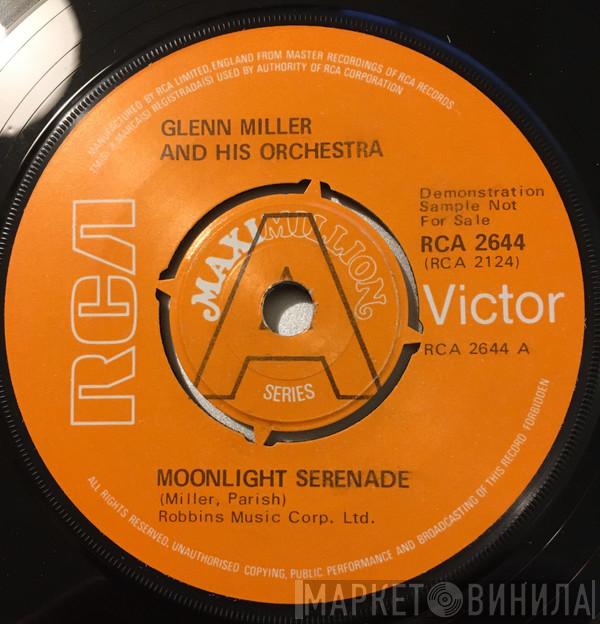 MANUFACTURED BY RCA LIMITED, ENGLAND FROM MASTER RECORDINGS OF RCA RECORDS
TM(S) ® MARCA(S) REGISTRADA(S) USED BY AUTHORITY OF RCA CORPORATION
GLENN MILLER
AND HIS ORCHESTRA
Demonstration
Sample Not
For Sale
RCA 2644
(RCA 2124)
RCA
MAXIMILLION
A
SERIES
Victor
RCA 2644 A
MOONLIGHT SERENADE
(Miller, Parish)
Robbins Music Corp. Ltd.
ALL RIGHTS RESERVED. UNAUTHORISED COPYING, PUBLIC PERFORMANCE AND BROADCASTING OF THIS RECORD FORBIDDEN
МАРКЕТ ВИНИЛА